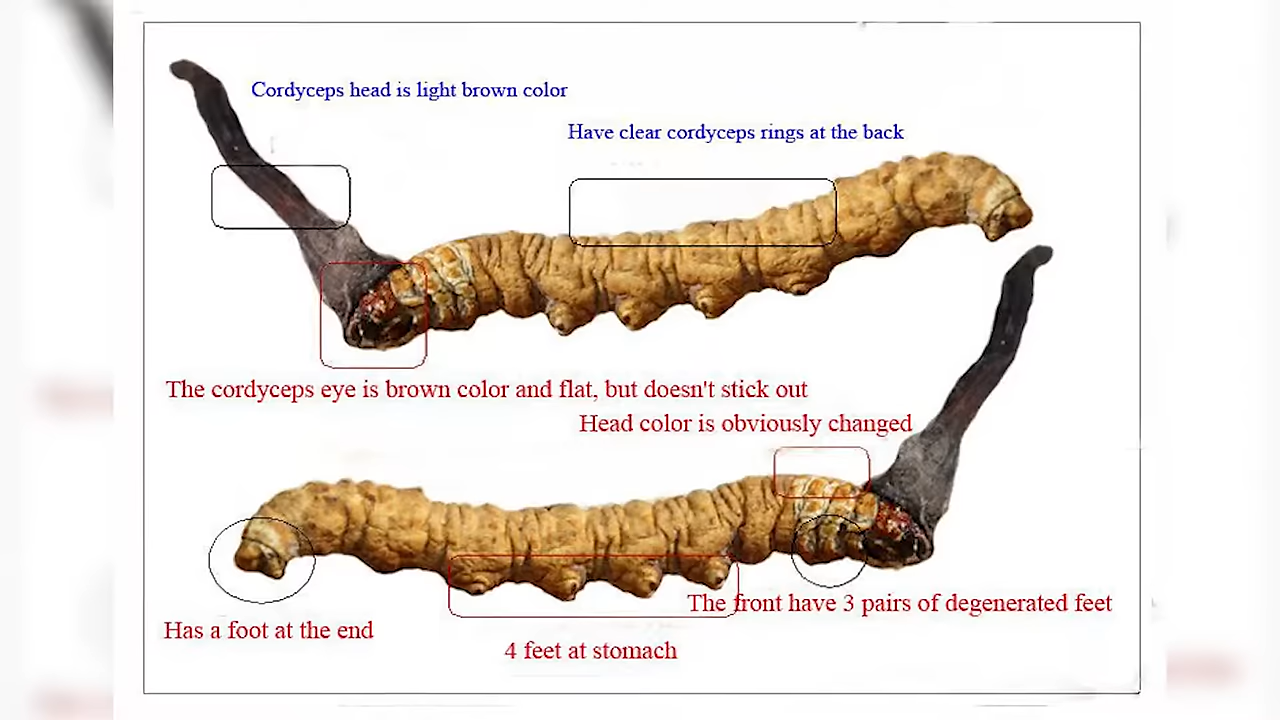 Cordyceps head is light brown color
Have clear cordyceps rings at the back
The cordyceps eye is brown color and flat, but doesn't stick out
Head color is obviously changed
The front have 3 pairs of degenerated feet
Has a foot at the end
4 feet at stomach